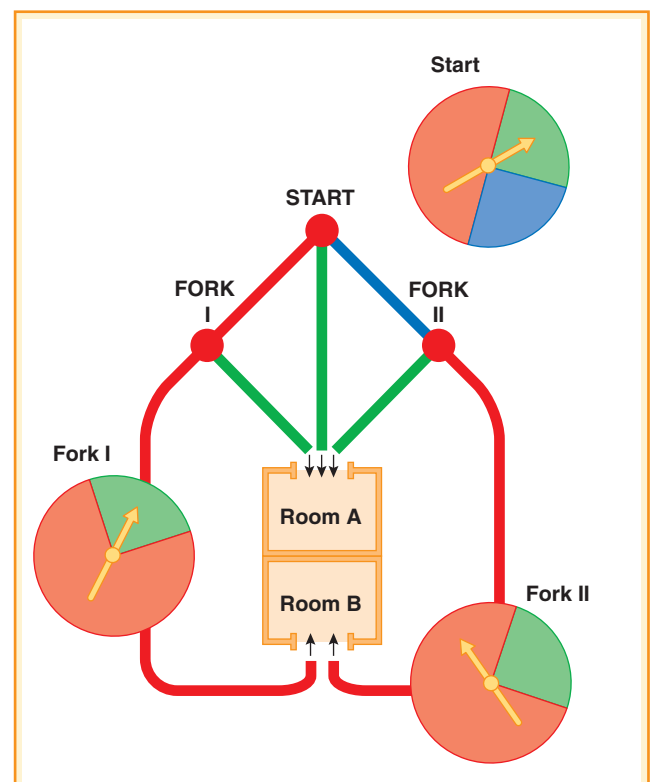 Start
START
FORK
I
FORK
II
Fork I
Room A
Room B
Fork II